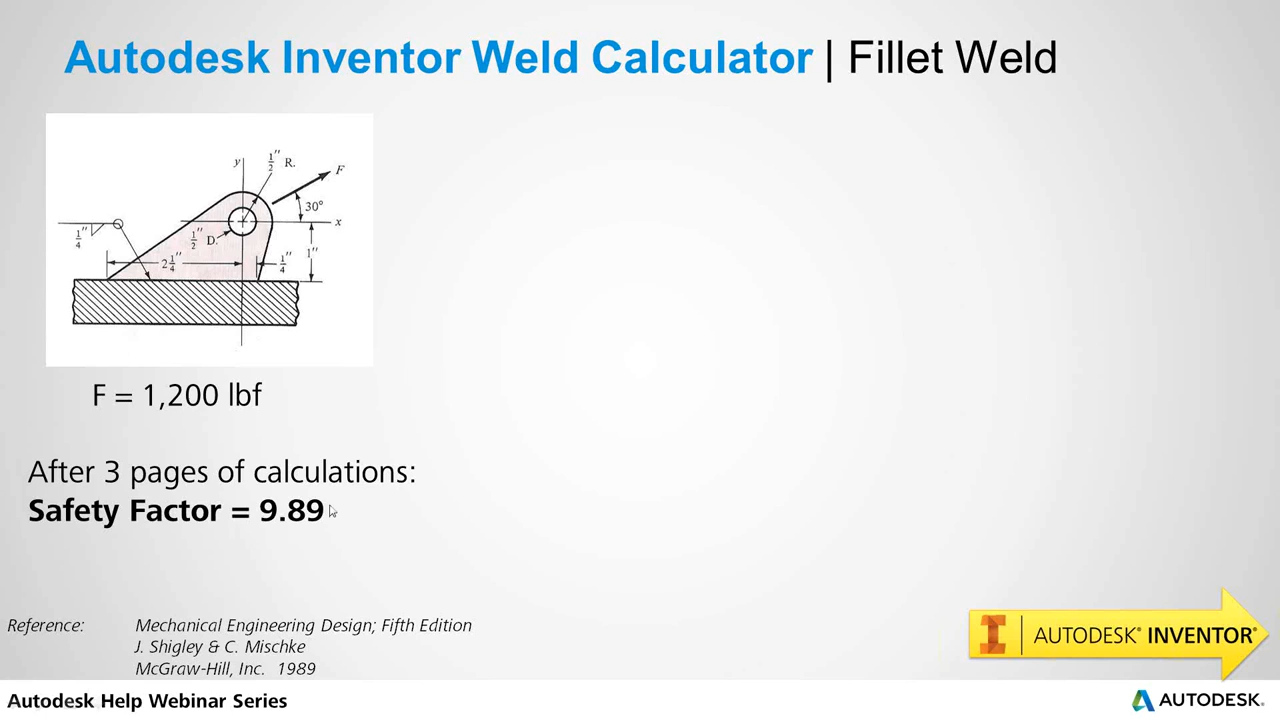 Autodesk Inventor Weld Calculator | Fillet Weld
y
1/2" R.
F
30°
x
1/4"
1/2" D.
2 1/4"
1/4"
1"
F = 1,200 lbf
After 3 pages of calculations:
Safety Factor = 9.89
Reference: Mechanical Engineering Design; Fifth Edition
J. Shigley & C. Mischke
McGraw-Hill, Inc. 1989
I AUTODESK® INVENTOR®
Autodesk Help Webinar Series
AUTODESK®